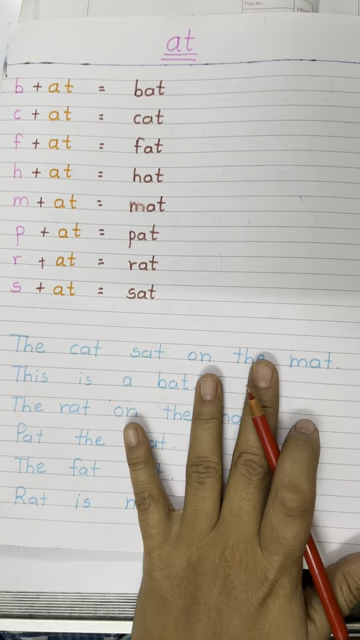 at
b + at = bat
c + at = cat
f + at = fat
h + at = hat
m + at = mat
p + at = pat
r + at = rat
s + at = sat
The cat sat on the mat.
This is a bat
The rat on the
Pat the
The fat
Rat is